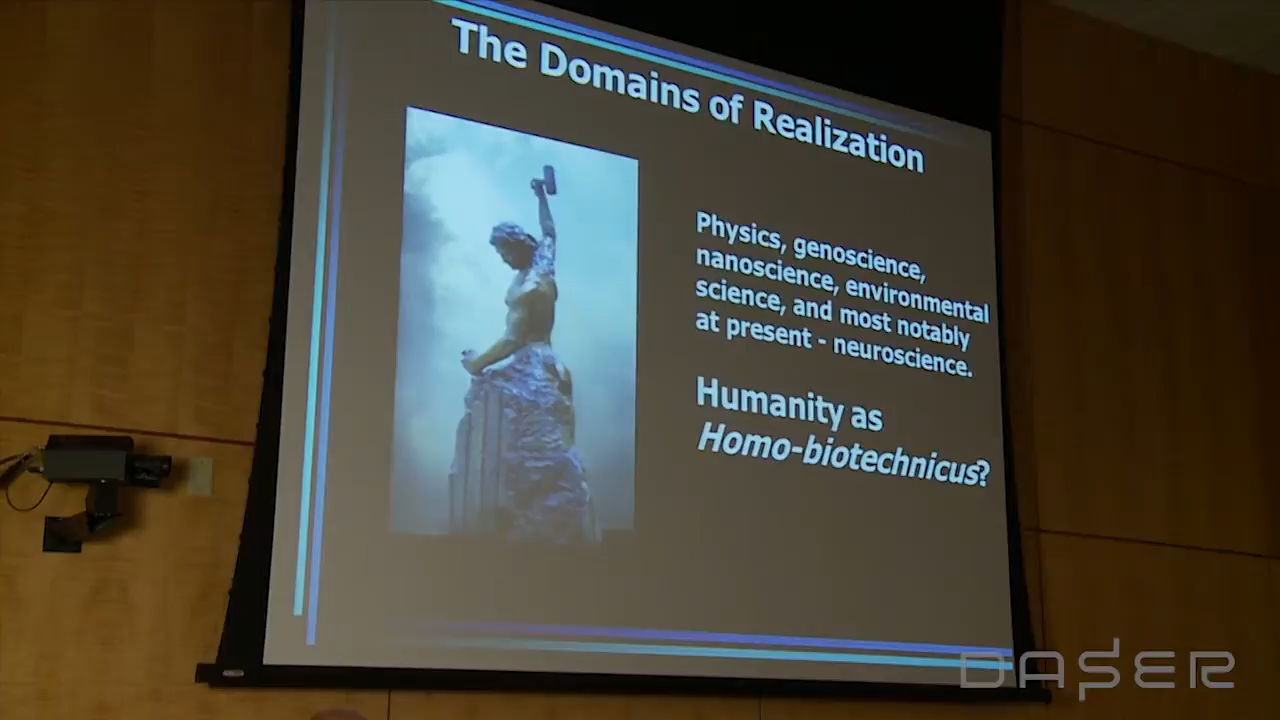 The Domains of Realization
Physics, genoscience,
nanoscience, environmental
science, and most notably
at present - neuroscience.
Humanity as
Homo-biotechnicus?
DASER